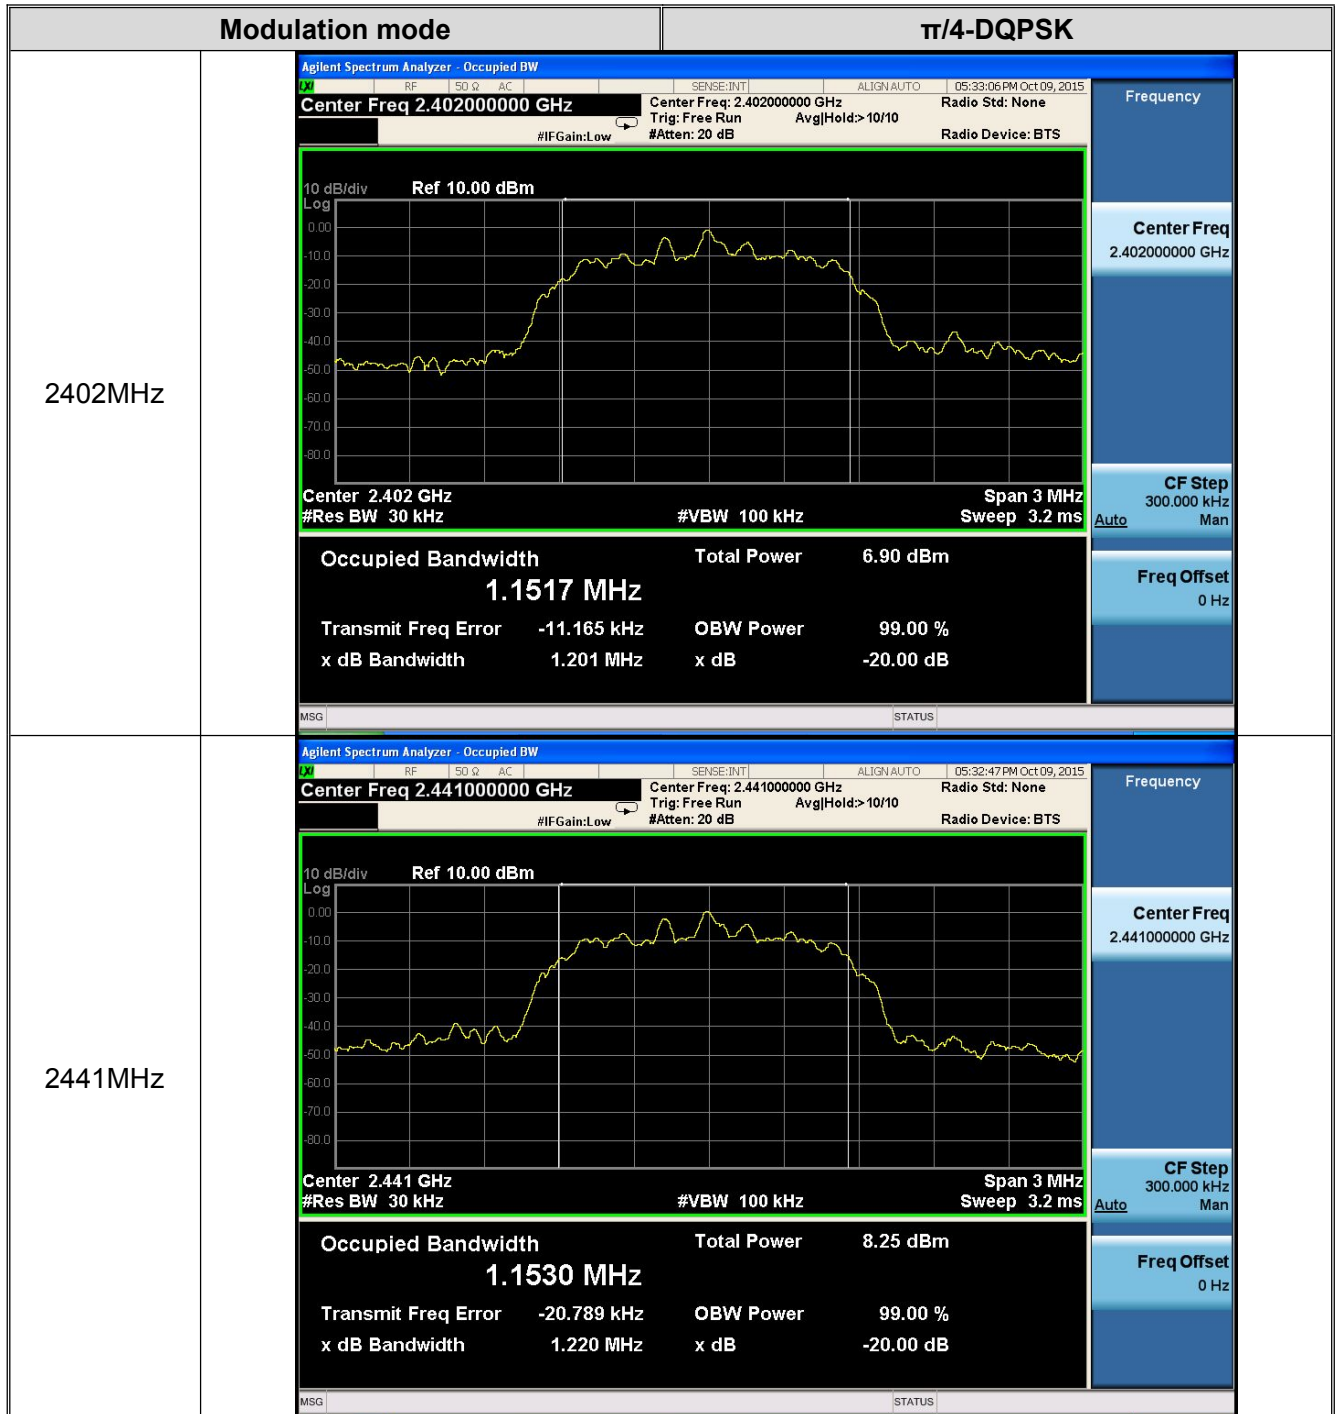 Modulation mode π/4-DQPSK
2402MHz
Agilent Spectrum Analyzer - Occupied BW
LXI RF 50 Ω AC SENSE:INT ALIGN AUTO 05:33:06 PM Oct 09, 2015
Center Freq 2.402000000 GHz
Center Freq: 2.402000000 GHz Radio Std: None
Trig: Free Run Avg|Hold:>10/10
#IFGain:Low #Atten: 20 dB Radio Device: BTS
Frequency
10 dB/div Ref 10.00 dBm
Log
0.00
-10.0
-20.0
-30.0
-40.0
-50.0
-60.0
-70.0
-80.0
Center Freq
2.402000000 GHz
Center 2.402 GHz Span 3 MHz
#Res BW 30 kHz #VBW 100 kHz Sweep 3.2 ms
CF Step
300.000 kHz
Auto Man
Occupied Bandwidth Total Power 6.90 dBm
1.1517 MHz
Transmit Freq Error -11.165 kHz OBW Power 99.00 %
x dB Bandwidth 1.201 MHz x dB -20.00 dB
Freq Offset
0 Hz
MSG STATUS
2441MHz
Agilent Spectrum Analyzer - Occupied BW
LXI RF 50 Ω AC SENSE:INT ALIGN AUTO 05:32:47 PM Oct 09, 2015
Center Freq 2.441000000 GHz
Center Freq: 2.441000000 GHz Radio Std: None
Trig: Free Run Avg|Hold:>10/10
#IFGain:Low #Atten: 20 dB Radio Device: BTS
Frequency
10 dB/div Ref 10.00 dBm
Log
0.00
-10.0
-20.0
-30.0
-40.0
-50.0
-60.0
-70.0
-80.0
Center Freq
2.441000000 GHz
Center 2.441 GHz Span 3 MHz
#Res BW 30 kHz #VBW 100 kHz Sweep 3.2 ms
CF Step
300.000 kHz
Auto Man
Occupied Bandwidth Total Power 8.25 dBm
1.1530 MHz
Transmit Freq Error -20.789 kHz OBW Power 99.00 %
x dB Bandwidth 1.220 MHz x dB -20.00 dB
Freq Offset
0 Hz
MSG STATUS